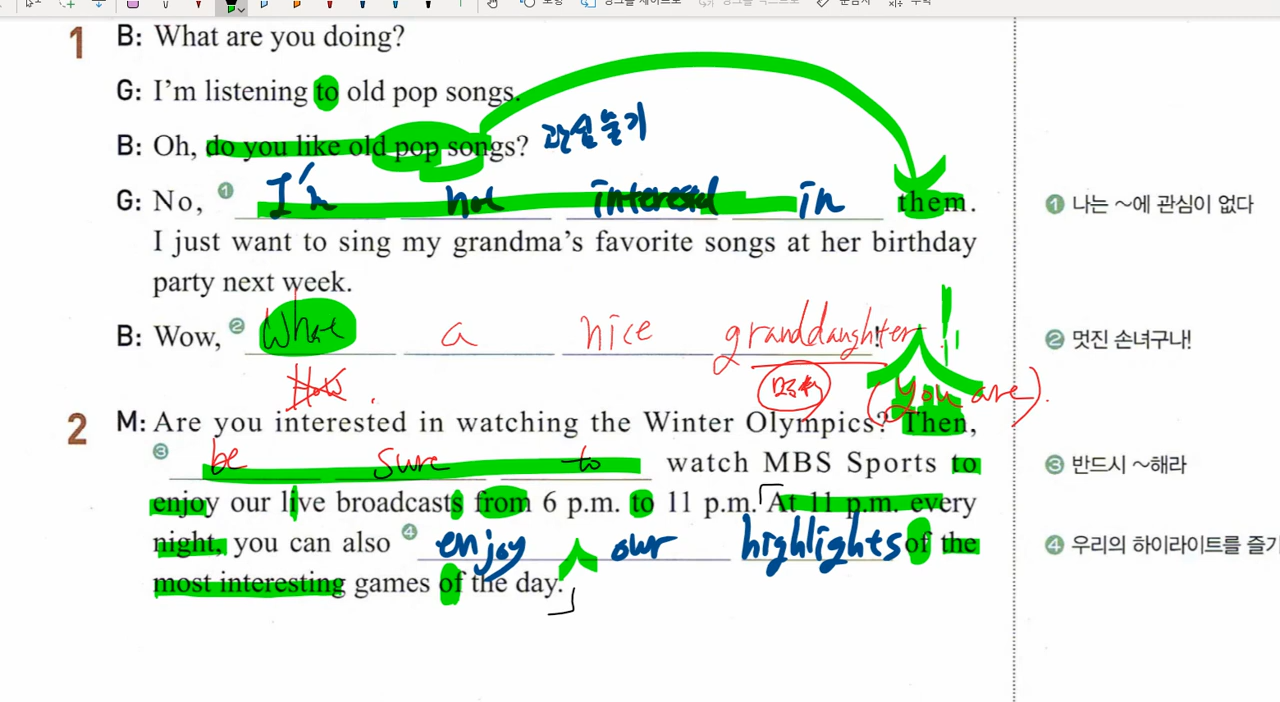 1 B: What are you doing?
G: I'm listening to old pop songs.
B: Oh, do you like old pop songs? 관심 놓기
G: No, ① I'm not interested in them. ① 나는 ~에 관심이 없다
I just want to sing my grandma's favorite songs at her birthday
party next week.
B: Wow, ② What a nice granddaughter! ② 멋진 손녀구나!
How (you are).
2 M: Are you interested in watching the Winter Olympics? Then,
③ be sure to watch MBS Sports to ③ 반드시 ~해라
enjoy our live broadcasts from 6 p.m. to 11 p.m. At 11 p.m. every
night, you can also ④ enjoy our highlights of the ④ 우리의 하이라이트를 즐기
most interesting games of the day.